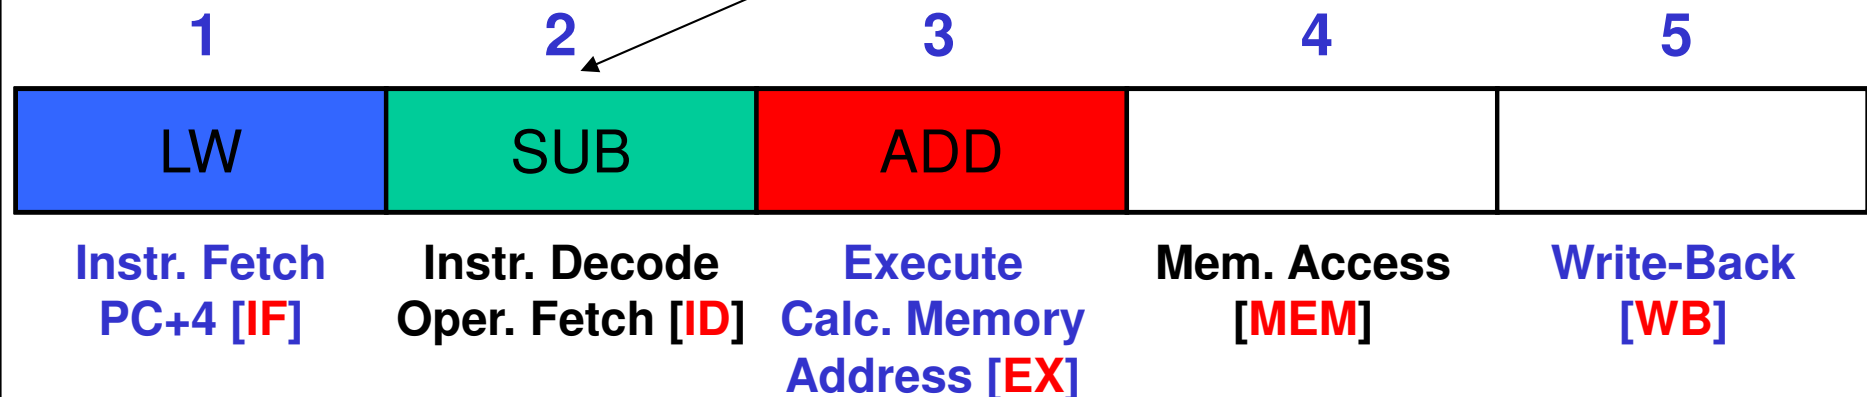 1 2 3 4 5
LW SUB ADD
Instr. Fetch Instr. Decode Execute Mem. Access Write-Back
PC+4 [IF] Oper. Fetch [ID] Calc. Memory [MEM] [WB]
Address [EX]